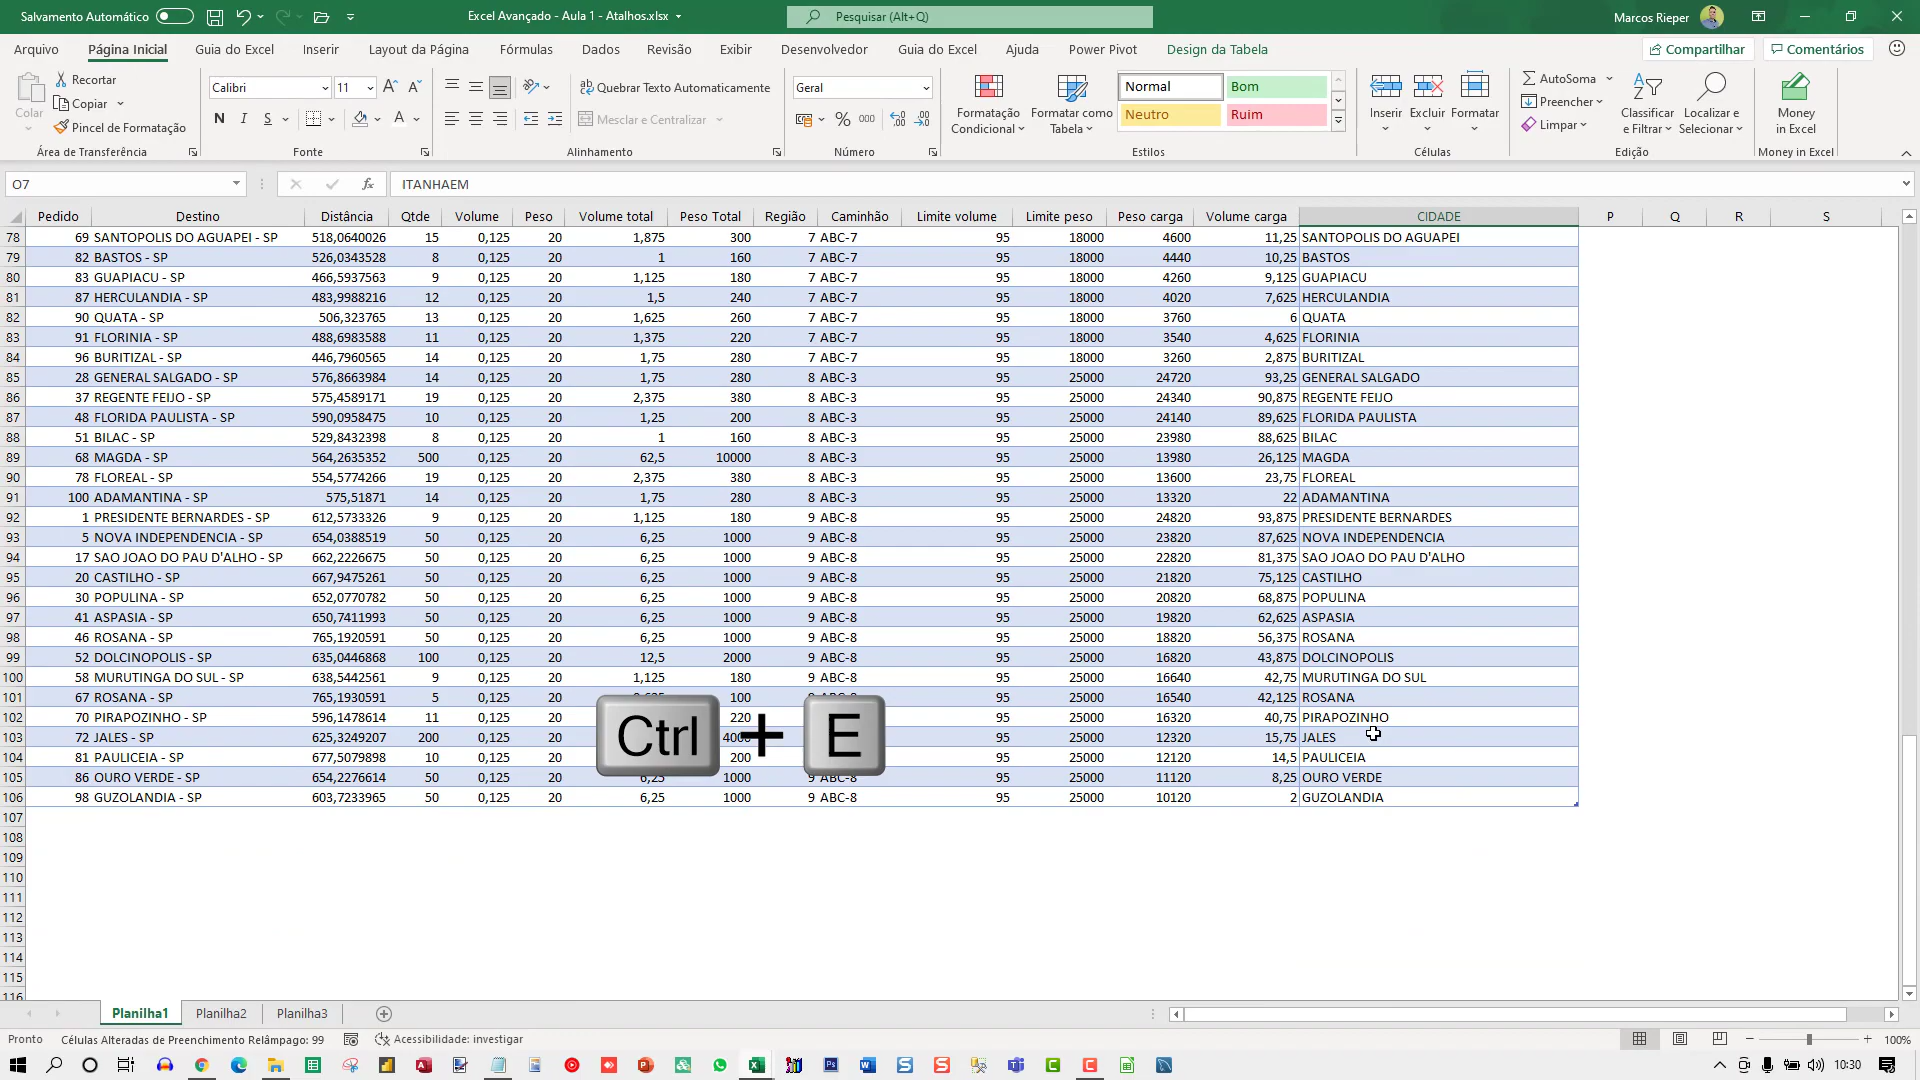 Salvamento Automático
Excel Avançado - Aula 1 - Atalhos.xlsx
Pesquisar (Alt+Q)
Marcos Rieper
Arquivo Página Inicial Guia do Excel Inserir Layout da Página Fórmulas Dados Revisão Exibir Desenvolvedor Guia do Excel Ajuda Power Pivot Design da Tabela Compartilhar Comentários
Colar Recortar Copiar Pincel de Formatação
Calibri 11
N I S
Quebrar Texto Automaticamente
Mesclar e Centralizar
Geral
% 000
Formatação Condicional Formatar como Tabela
Normal Bom
Neutro Ruim
Inserir Excluir Formatar
AutoSoma Preencher Limpar
Classificar e Filtrar Localizar e Selecionar
Money in Excel
Área de Transferência Fonte Alinhamento Número Estilos Células Edição Money in Excel
O7 fx ITANHAEM
Pedido Destino Distância Qtde Volume Peso Volume total Peso Total Região Caminhão Limite volume Limite peso Peso carga Volume carga CIDADE P Q R S
78 69 SANTOPOLIS DO AGUAPEI - SP 518,0640026 15 0,125 20 1,875 300 7 ABC-7 95 18000 4600 11,25 SANTOPOLIS DO AGUAPEI
79 82 BASTOS - SP 526,0343528 8 0,125 20 1 160 7 ABC-7 95 18000 4440 10,25 BASTOS
80 83 GUAPIACU - SP 466,5937563 9 0,125 20 1,125 180 7 ABC-7 95 18000 4260 9,125 GUAPIACU
81 87 HERCULANDIA - SP 483,9988216 12 0,125 20 1,5 240 7 ABC-7 95 18000 4020 7,625 HERCULANDIA
82 90 QUATA - SP 506,323765 13 0,125 20 1,625 260 7 ABC-7 95 18000 3760 6 QUATA
83 91 FLORINIA - SP 488,6983588 11 0,125 20 1,375 220 7 ABC-7 95 18000 3540 4,625 FLORINIA
84 96 BURITIZAL - SP 446,7960565 14 0,125 20 1,75 280 7 ABC-7 95 18000 3260 2,875 BURITIZAL
85 28 GENERAL SALGADO - SP 576,8663984 14 0,125 20 1,75 280 8 ABC-3 95 25000 24720 93,25 GENERAL SALGADO
86 37 REGENTE FEIJO - SP 575,4589171 19 0,125 20 2,375 380 8 ABC-3 95 25000 24340 90,875 REGENTE FEIJO
87 48 FLORIDA PAULISTA - SP 590,0958475 10 0,125 20 1,25 200 8 ABC-3 95 25000 24140 89,625 FLORIDA PAULISTA
88 51 BILAC - SP 529,8432398 8 0,125 20 1 160 8 ABC-3 95 25000 23980 88,625 BILAC
89 68 MAGDA - SP 564,2635352 500 0,125 20 62,5 10000 8 ABC-3 95 25000 13980 26,125 MAGDA
90 78 FLOREAL - SP 554,5774266 19 0,125 20 2,375 380 8 ABC-3 95 25000 13600 23,75 FLOREAL
91 100 ADAMANTINA - SP 575,51871 14 0,125 20 1,75 280 8 ABC-3 95 25000 13320 22 ADAMANTINA
92 1 PRESIDENTE BERNARDES - SP 612,5733326 9 0,125 20 1,125 180 9 ABC-8 95 25000 24820 93,875 PRESIDENTE BERNARDES
93 5 NOVA INDEPENDENCIA - SP 654,0388519 50 0,125 20 6,25 1000 9 ABC-8 95 25000 23820 87,625 NOVA INDEPENDENCIA
94 17 SAO JOAO DO PAU D'ALHO - SP 662,2226675 50 0,125 20 6,25 1000 9 ABC-8 95 25000 22820 81,375 SAO JOAO DO PAU D'ALHO
95 20 CASTILHO - SP 667,9475261 50 0,125 20 6,25 1000 9 ABC-8 95 25000 21820 75,125 CASTILHO
96 30 POPULINA - SP 652,0770782 50 0,125 20 6,25 1000 9 ABC-8 95 25000 20820 68,875 POPULINA
97 41 ASPASIA - SP 650,7411993 50 0,125 20 6,25 1000 9 ABC-8 95 25000 19820 62,625 ASPASIA
98 46 ROSANA - SP 765,1920591 50 0,125 20 6,25 1000 9 ABC-8 95 25000 18820 56,375 ROSANA
99 52 DOLCINOPOLIS - SP 635,0446868 100 0,125 20 12,5 2000 9 ABC-8 95 25000 16820 43,875 DOLCINOPOLIS
100 58 MURUTINGA DO SUL - SP 638,5442561 9 0,125 20 1,125 180 9 ABC-8 95 25000 16640 42,75 MURUTINGA DO SUL
101 67 ROSANA - SP 765,1930591 5 0,125 20 100 95 25000 16540 42,125 ROSANA
102 70 PIRAPOZINHO - SP 596,1478614 11 0,125 20 220 95 25000 16320 40,75 PIRAPOZINHO
103 72 JALES - SP 625,3249207 200 0,125 20 95 25000 12320 15,75 JALES
104 81 PAULICEIA - SP 677,5079898 10 0,125 20 200 95 25000 12120 14,5 PAULICEIA
105 86 OURO VERDE - SP 654,2276614 50 0,125 20 6,25 1000 9 ABC-8 95 25000 11120 8,25 OURO VERDE
106 98 GUZOLANDIA - SP 603,7233965 50 0,125 20 6,25 1000 9 ABC-8 95 25000 10120 2 GUZOLANDIA
Ctrl + E
107
108
109
110
111
112
113
114
115
116
Planilha1 Planilha2 Planilha3
Pronto Células Alteradas de Preenchimento Relâmpago: 99 Acessibilidade: investigar 100%
10:30